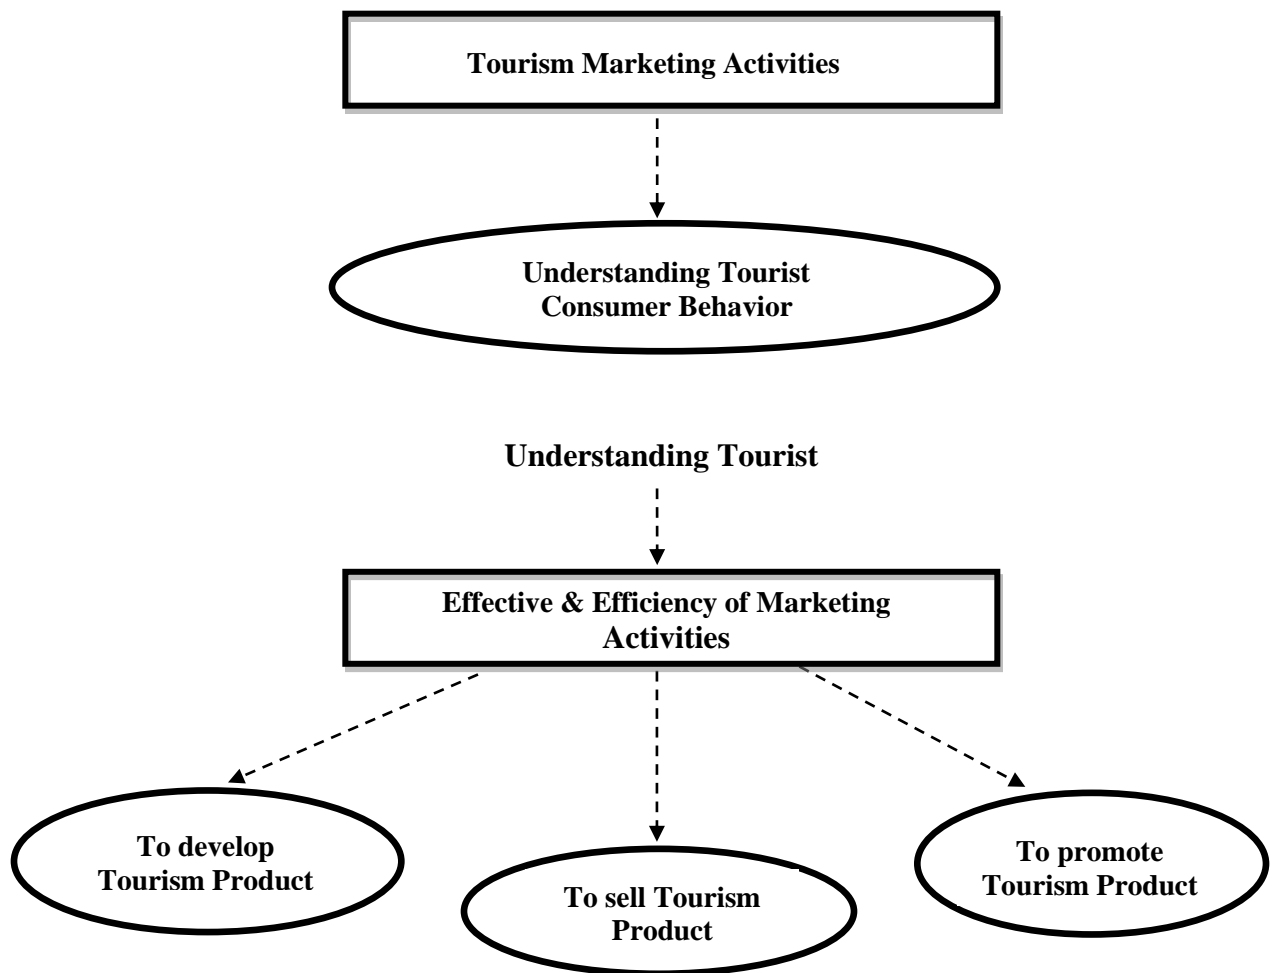 Tourism Marketing Activities
Understanding Tourist
Consumer Behavior
Understanding Tourist
Effective & Efficiency of Marketing
Activities
To develop
Tourism Product
To sell Tourism
Product
To promote
Tourism Product